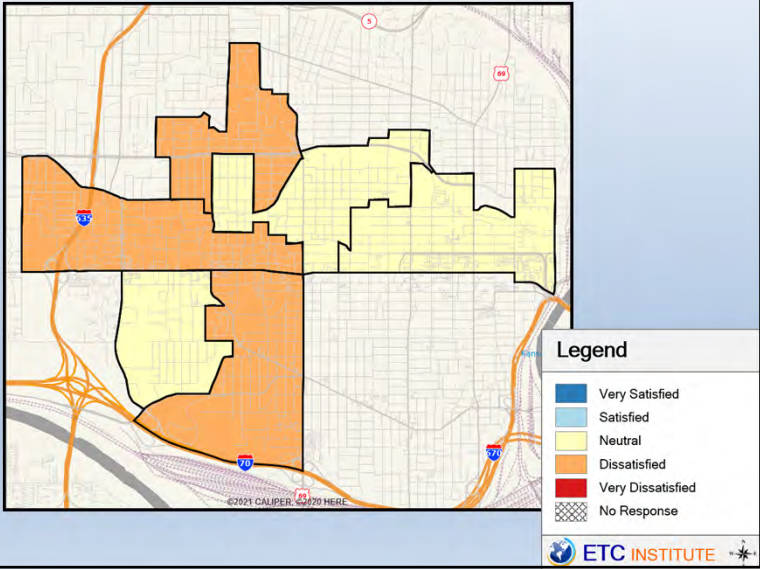 5
69
635
Legend
Very Satisfied
Satisfied
Neutral
Dissatisfied
Very Dissatisfied
No Response
70
670
69
©2021 CALIPER; ©2020 HERE
ETC INSTITUTE